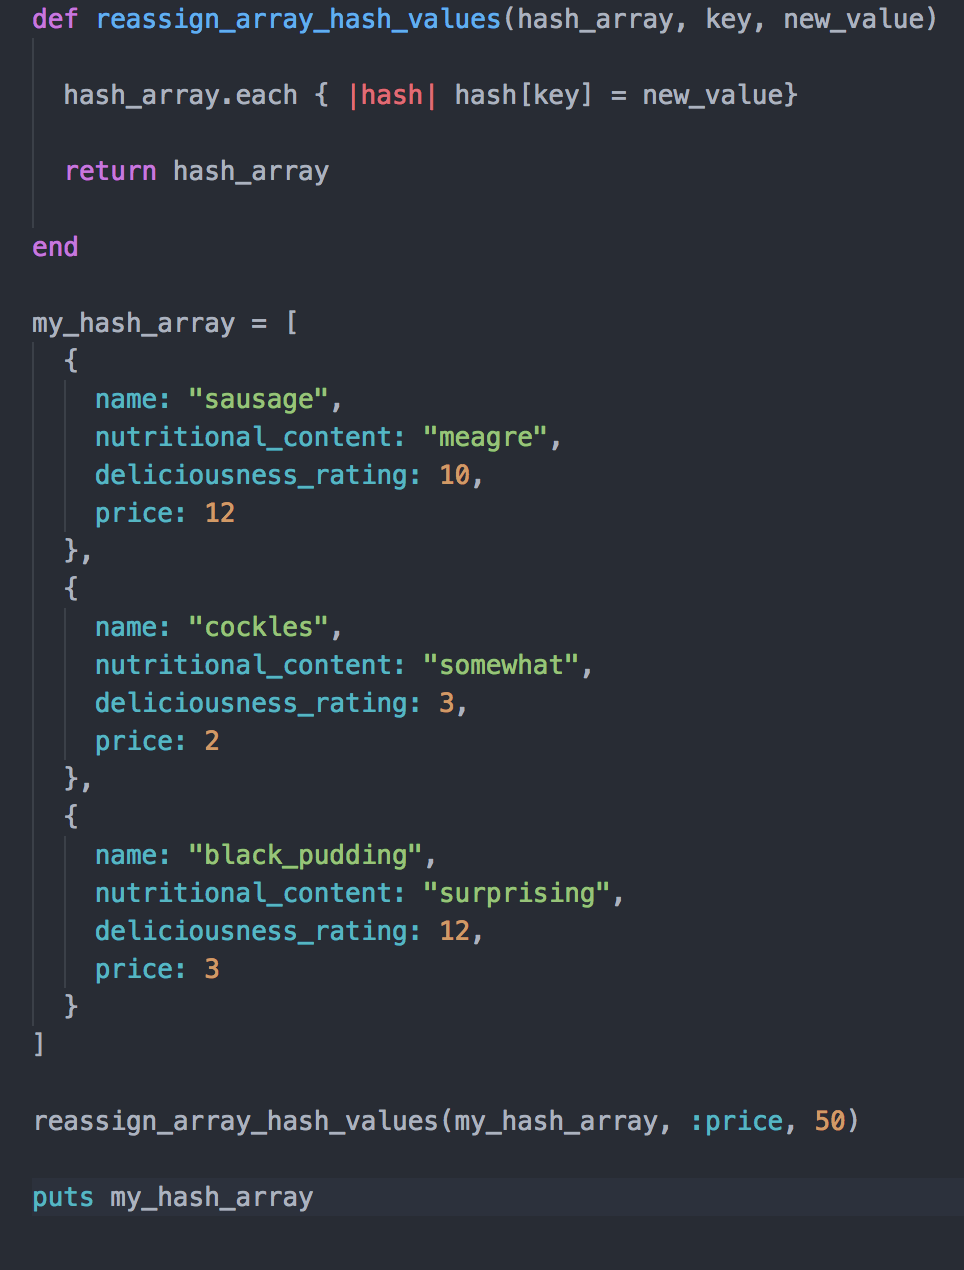 def reassign_array_hash_values(hash_array, key, new_value)
hash_array.each { |hash| hash[key] = new_value}
return hash_array
end
my_hash_array = [
{
name: "sausage",
nutritional_content: "meagre",
deliciousness_rating: 10,
price: 12
},
{
name: "cockles",
nutritional_content: "somewhat",
deliciousness_rating: 3,
price: 2
},
{
name: "black_pudding",
nutritional_content: "surprising",
deliciousness_rating: 12,
price: 3
}
]
reassign_array_hash_values(my_hash_array, :price, 50)
puts my_hash_array